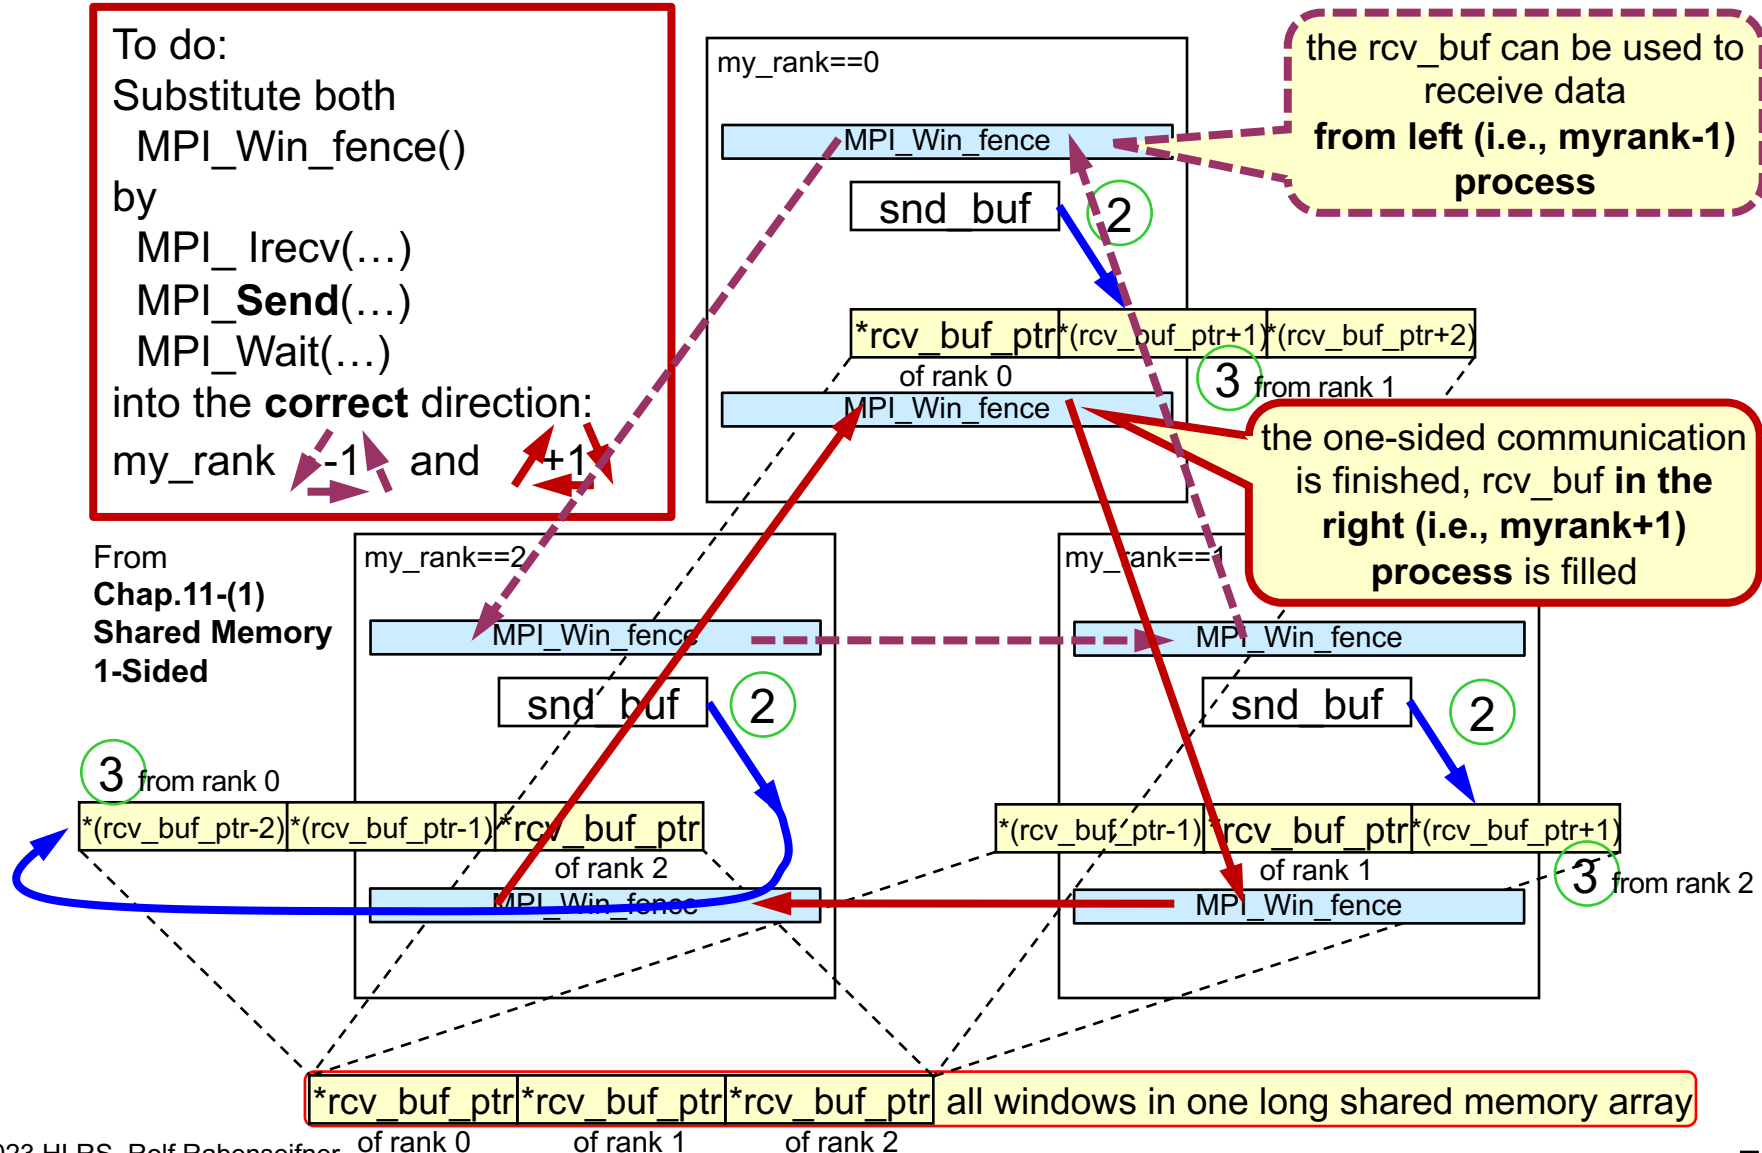 To do:
Substitute both
MPI_Win_fence()
by
MPI_ Irecv(…)
MPI_Send(…)
MPI_Wait(…)
into the correct direction:
my_rank -1 and +1
my_rank==0
MPI_Win_fence
snd_buf
2
*rcv_buf_ptr *(rcv_buf_ptr+1) *(rcv_buf_ptr+2)
of rank 0
3 from rank 1
MPI_Win_fence
the rcv_buf can be used to
receive data
from left (i.e., myrank-1)
process
the one-sided communication
is finished, rcv_buf in the
right (i.e., myrank+1)
process is filled
From
Chap.11-(1)
Shared Memory
1-Sided
my_rank==2
MPI_Win_fence
snd_buf
2
3 from rank 0
*(rcv_buf_ptr-2) *(rcv_buf_ptr-1) *rcv_buf_ptr
of rank 2
MPI_Win_fence
my_rank==1
MPI_Win_fence
snd_buf
2
*(rcv_buf_ptr-1) *rcv_buf_ptr *(rcv_buf_ptr+1)
of rank 1
3 from rank 2
MPI_Win_fence
*rcv_buf_ptr *rcv_buf_ptr *rcv_buf_ptr all windows in one long shared memory array
of rank 0 of rank 1 of rank 2